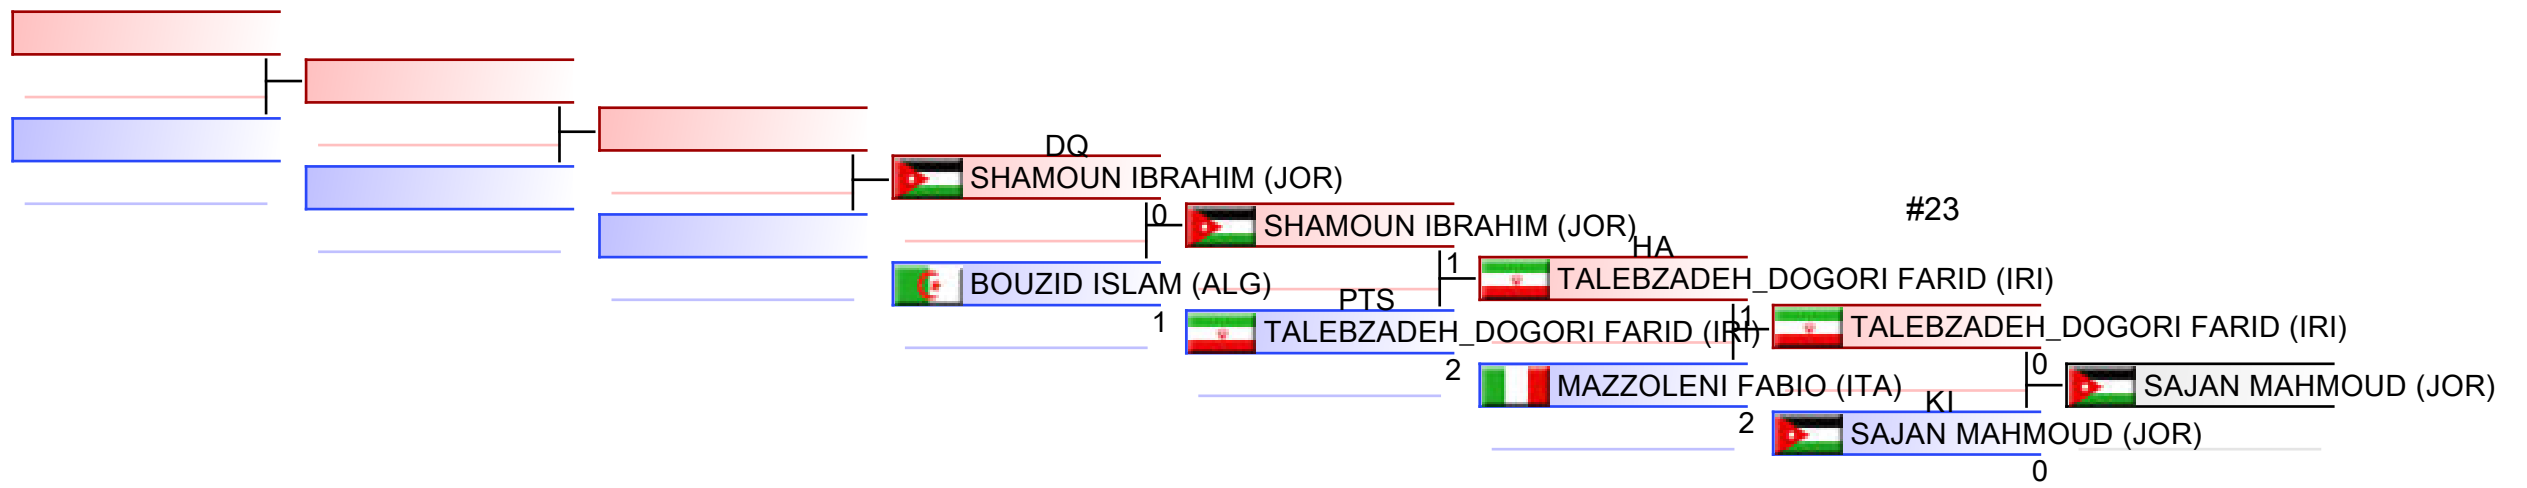 DQ
SHAMOUN IBRAHIM (JOR)
0
BOUZID ISLAM (ALG)
1
SHAMOUN IBRAHIM (JOR)
1
PTS
TALEBZADEH_DOGORI FARID (IRI)
2
HA
TALEBZADEH_DOGORI FARID (IRI)
1
MAZZOLENI FABIO (ITA)
2
#23
TALEBZADEH_DOGORI FARID (IRI)
0
KI
SAJAN MAHMOUD (JOR)
0
SAJAN MAHMOUD (JOR)